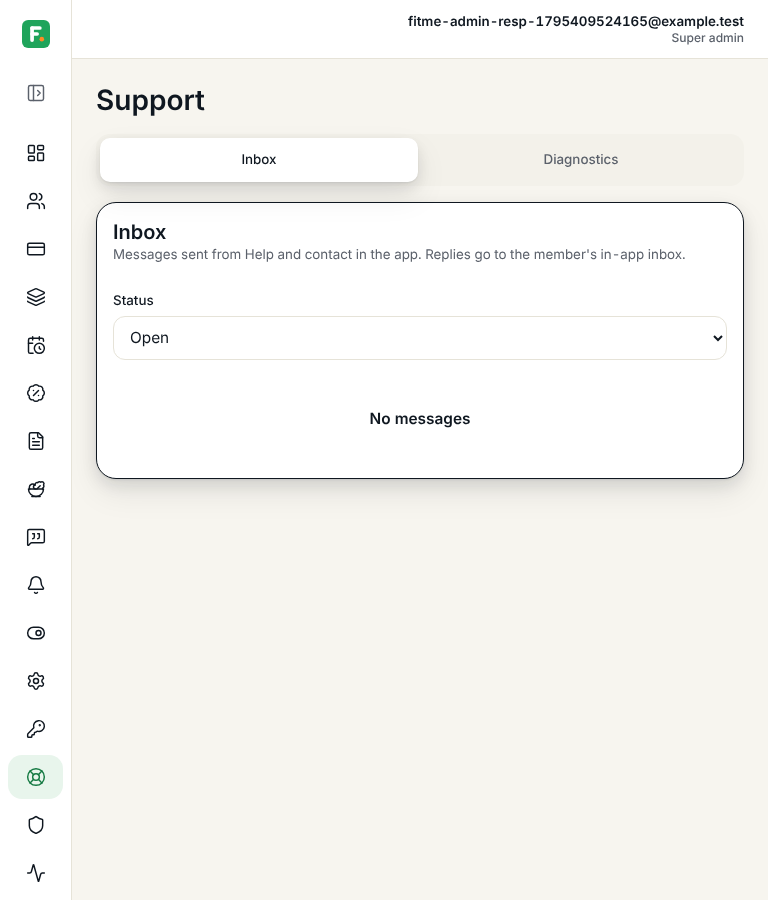 F.
fitme-admin-resp-1795409524165@example.test
Super admin
Support
Inbox
Diagnostics
Inbox
Messages sent from Help and contact in the app. Replies go to the member's in-app inbox.
Status
Open
No messages